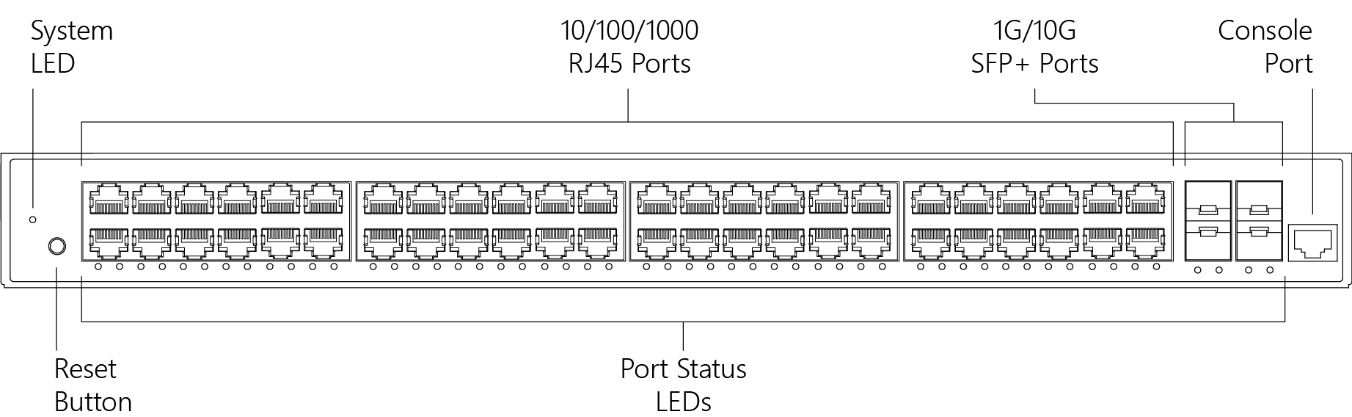 System
LED
10/100/1000
RJ45 Ports
1G/10G
SFP+ Ports
Console
Port
Reset
Button
Port Status
LEDs